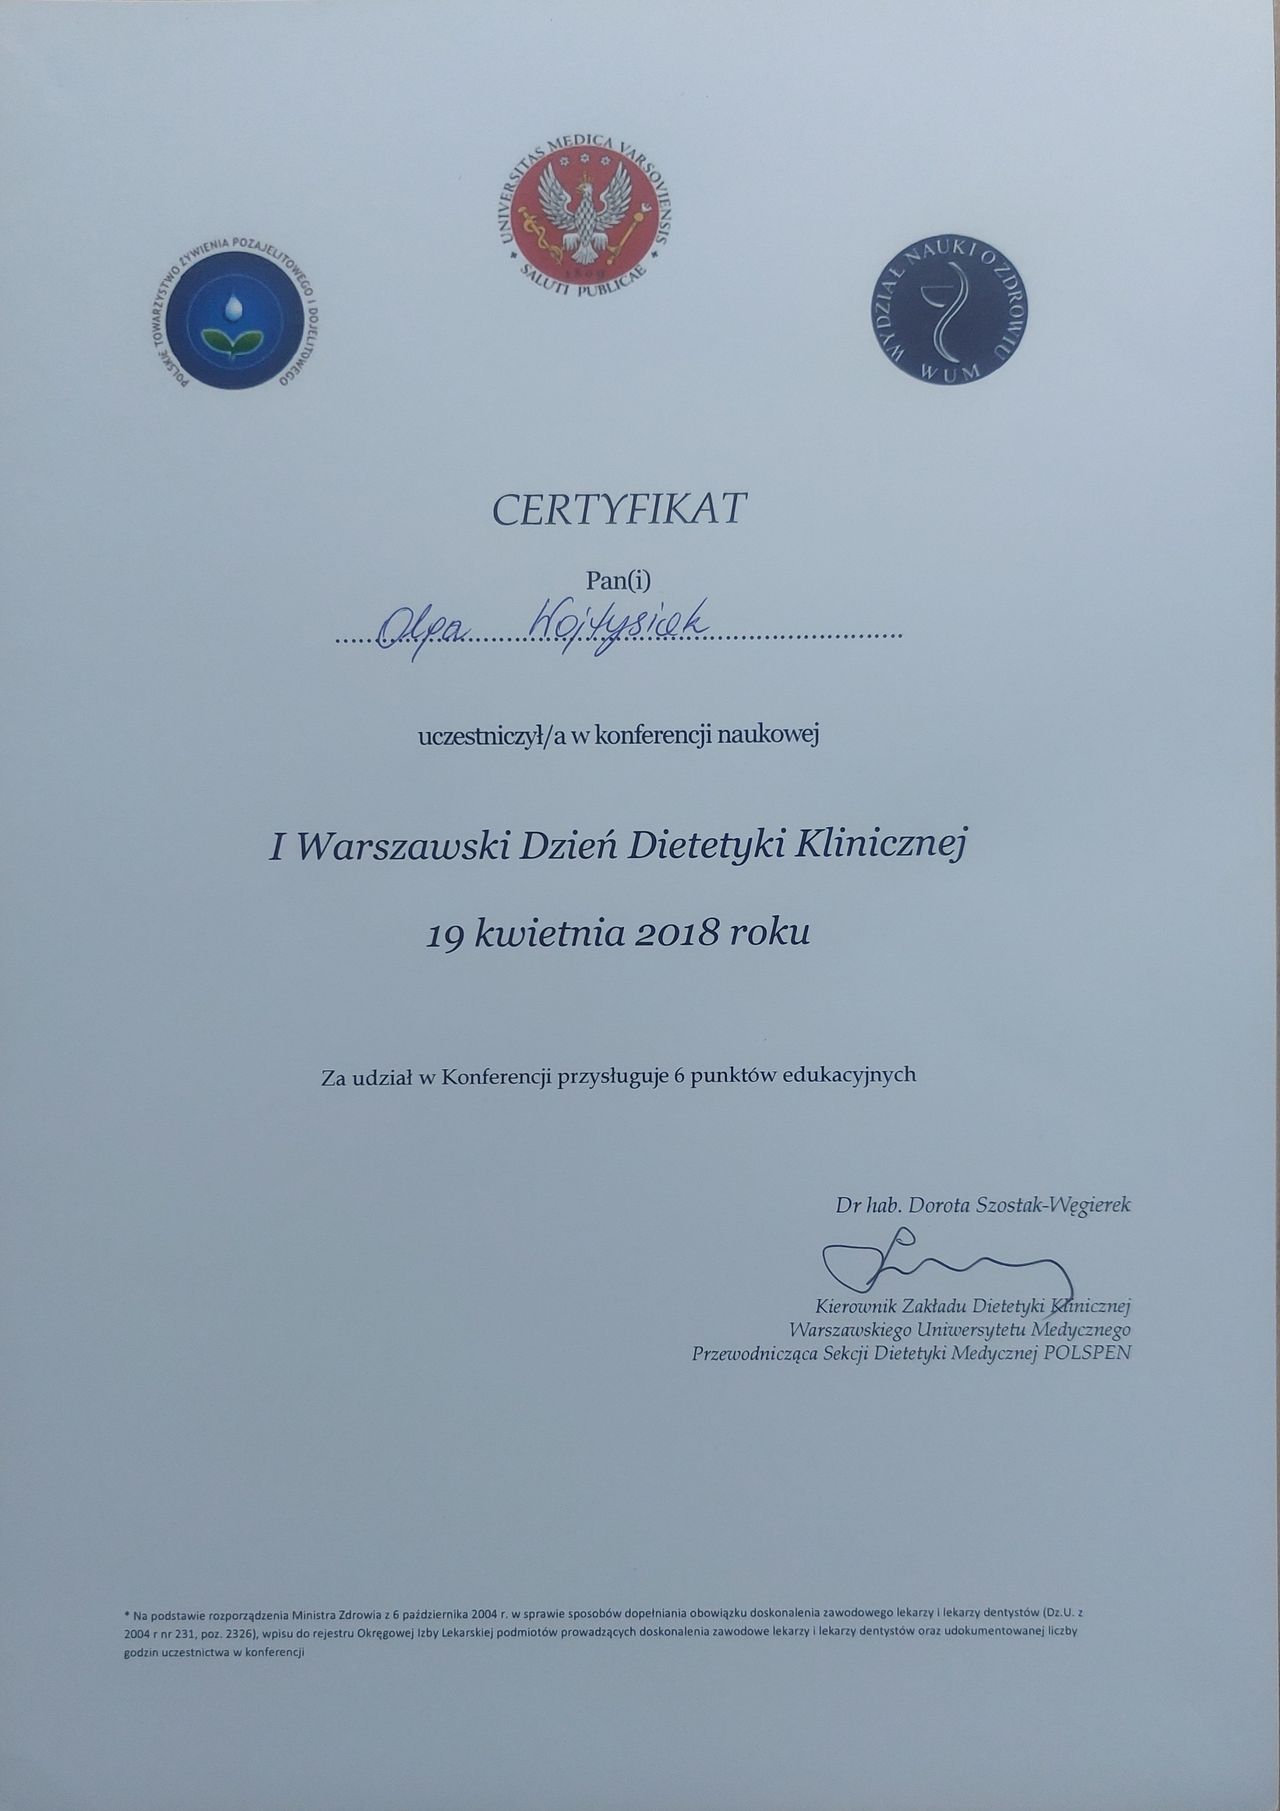 UNIVERSITAS MEDICA VARSOVIENSIS
SALUTI PUBLICAE
1809
POLSKIE TOWARZYSTWO ŻYWIENIA POZAJELITOWEGO I DOJELITOWEGO
WYDZIAŁ NAUKI O ZDROWIU
WUM
CERTYFIKAT
Pan(i)
Olga Wojtysiak
uczestniczył/a w konferencji naukowej
I Warszawski Dzień Dietetyki Klinicznej
19 kwietnia 2018 roku
Za udział w Konferencji przysługuje 6 punktów edukacyjnych
Dr hab. Dorota Szostak-Węgierek
Kierownik Zakładu Dietetyki Klinicznej
Warszawskiego Uniwersytetu Medycznego
Przewodnicząca Sekcji Dietetyki Medycznej POLSPEN
* Na podstawie rozporządzenia Ministra Zdrowia z 6 października 2004 r. w sprawie sposobów dopełniania obowiązku doskonalenia zawodowego lekarzy i lekarzy dentystów (Dz.U. z
2004 r nr 231, poz. 2326), wpisu do rejestru Okręgowej Izby Lekarskiej podmiotów prowadzących doskonalenia zawodowe lekarzy i lekarzy dentystów oraz udokumentowanej liczby
godzin uczestnictwa w konferencji